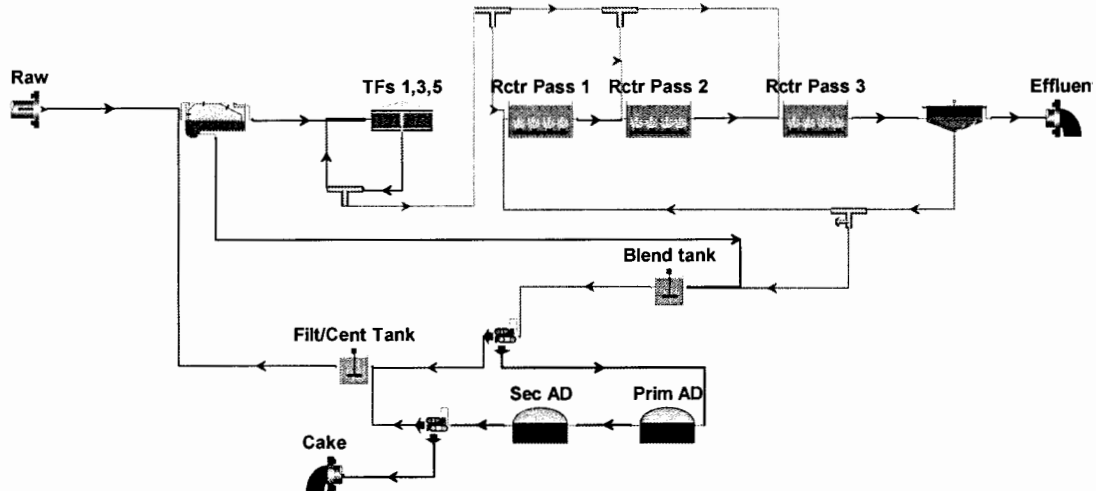 Raw
TFs 1,3,5
Rctr Pass 1
Rctr Pass 2
Rctr Pass 3
Effluent
Blend tank
Filt/Cent Tank
Sec AD
Prim AD
Cake